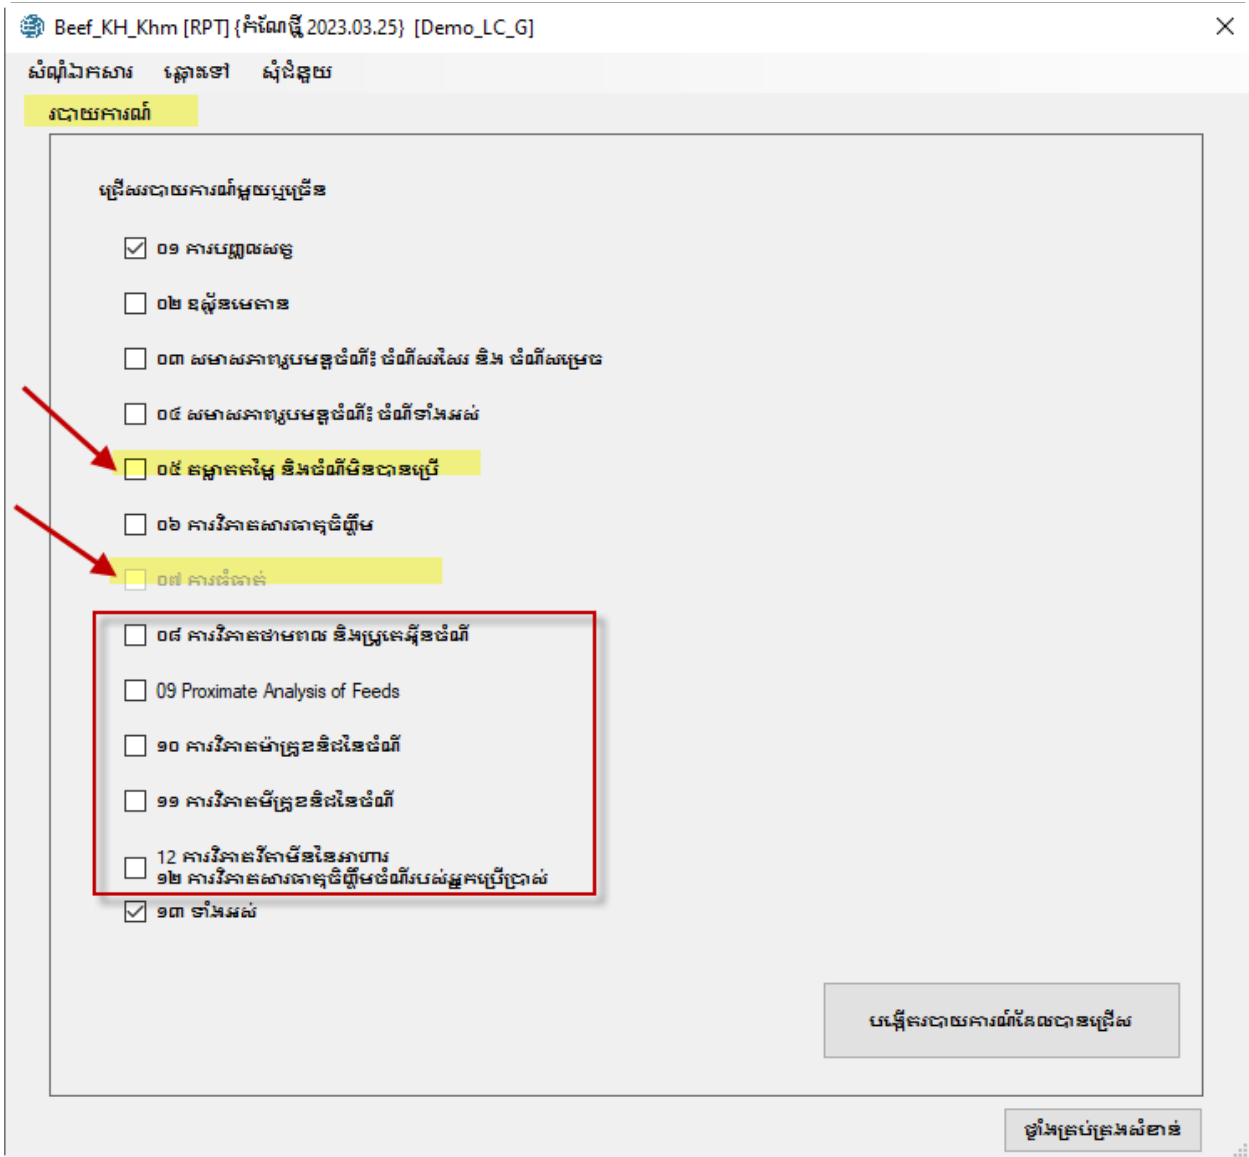 Beef_KH_Khm [RPT] {កំណែថ្មី 2023.03.25} [Demo_LC_G]
សំណុំឯកសារ ឆ្ពោះទៅ សុំជំនួយ
របាយការណ៍
ជ្រើសរបាយការណ៍មួយឬច្រើន
០១ ការបញ្ចូលសត្វ
០២ ឧស្ម័នមេតាន
០៣ សមាសភាពរូបមន្តចំណី៖ ចំណីសរសៃរ និង ចំណីសម្រេច
០៤ សមាសភាពរូបមន្តចំណី៖ ចំណីទាំងអស់
០៥ តម្លាតតម្លៃ និងចំណីមិនបានប្រើ
០៦ ការវិភាគសារធាតុចិញ្ចឹម
០៧ ការធំធាត់
០៨ ការវិភាគថាមពល និងប្រូតេអ៊ីនចំណី
09 Proximate Analysis of Feeds
១០ ការវិភាគម៉ាក្រូខនិជនៃចំណី
១១ ការវិភាគមីក្រូខនិជនៃចំណី
12 ការវិភាគវីតាមីននៃអាហារ
១២ ការវិភាគសារធាតុចិញ្ចឹមចំណីរបស់អ្នកប្រើប្រាស់
១៣ ទាំងអស់
បង្កើតរបាយការណ៍ដែលបានជ្រើស
ផ្ទាំងគ្រប់គ្រងសំខាន់